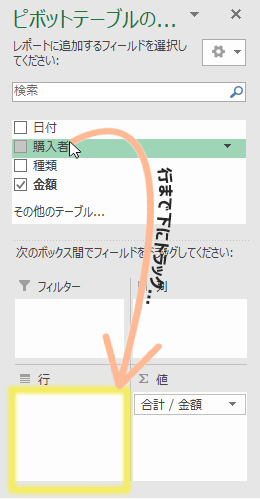 ピボットテーブルの...
レポートに追加するフィールドを選択し
てください:
検索
日付
購入者
種類
金額
その他のテーブル...
次のボックス間でフィールドをドラッグしてください:
フィルター
列
行
Σ 値
合計 / 金額
行まで下にドラッグ...